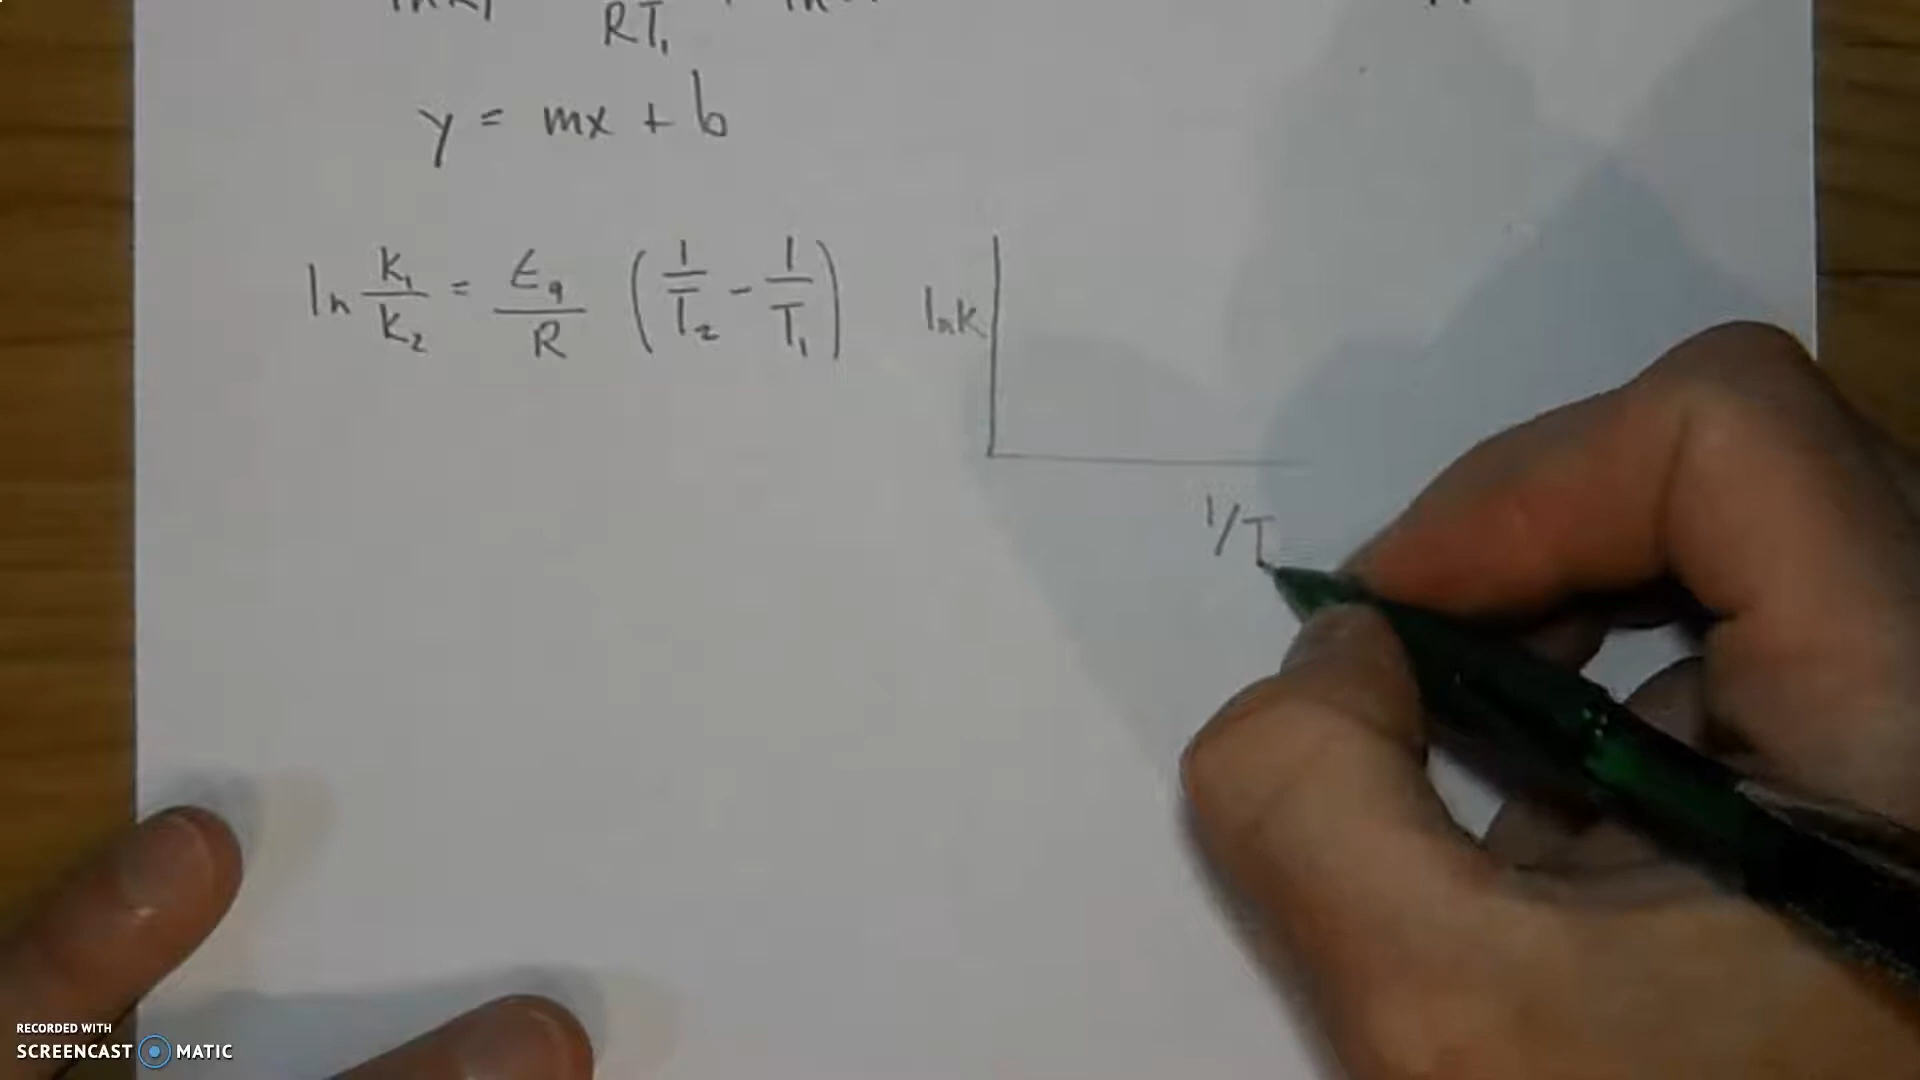 RT₁
y = mx + b
ln k₁/k₂ = Ea/R (1/T₂ - 1/T₁)
lnk
1/T
RECORDED WITH
SCREENCAST MATIC